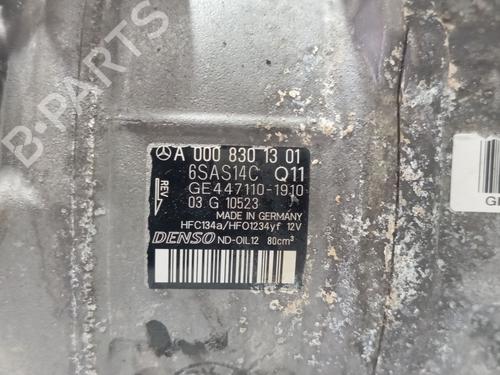 B-PARTS
A 000 830 13 01
6SAS14C Q11
GE447110-1910
REV
03 G 10523
MADE IN GERMANY
HFC134a/HFO1234yf 12V
DENSO ND-OIL12 80cm³